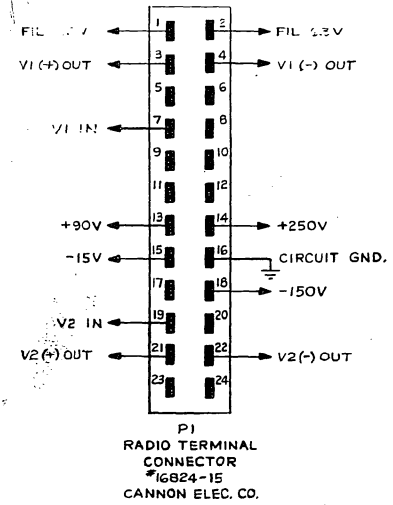 1 2
FIL V FIL 6.3V
3 4
V1(+) OUT V1(-) OUT
5 6
7 8
V1 IN
9 10
11 12
13 14
+90V +250V
15 16
-15V CIRCUIT GND.
17 18
-150V
19 20
V2 IN
21 22
V2(+) OUT V2(-) OUT
23 24
P1
RADIO TERMINAL
CONNECTOR
#16824-15
CANNON ELEC. CO.